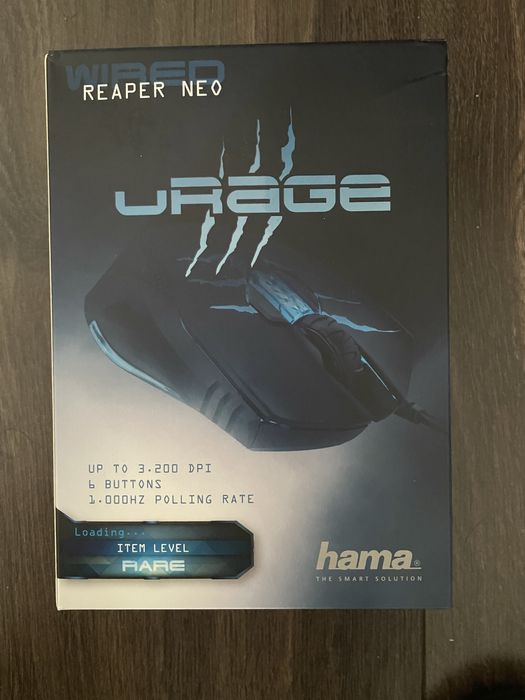 WIRED
REAPER NEO
uRAGE
UP TO 3.200 DPI
6 BUTTONS
1.000HZ POLLING RATE
Loading...
ITEM LEVEL
RARE
hama®
THE SMART SOLUTION